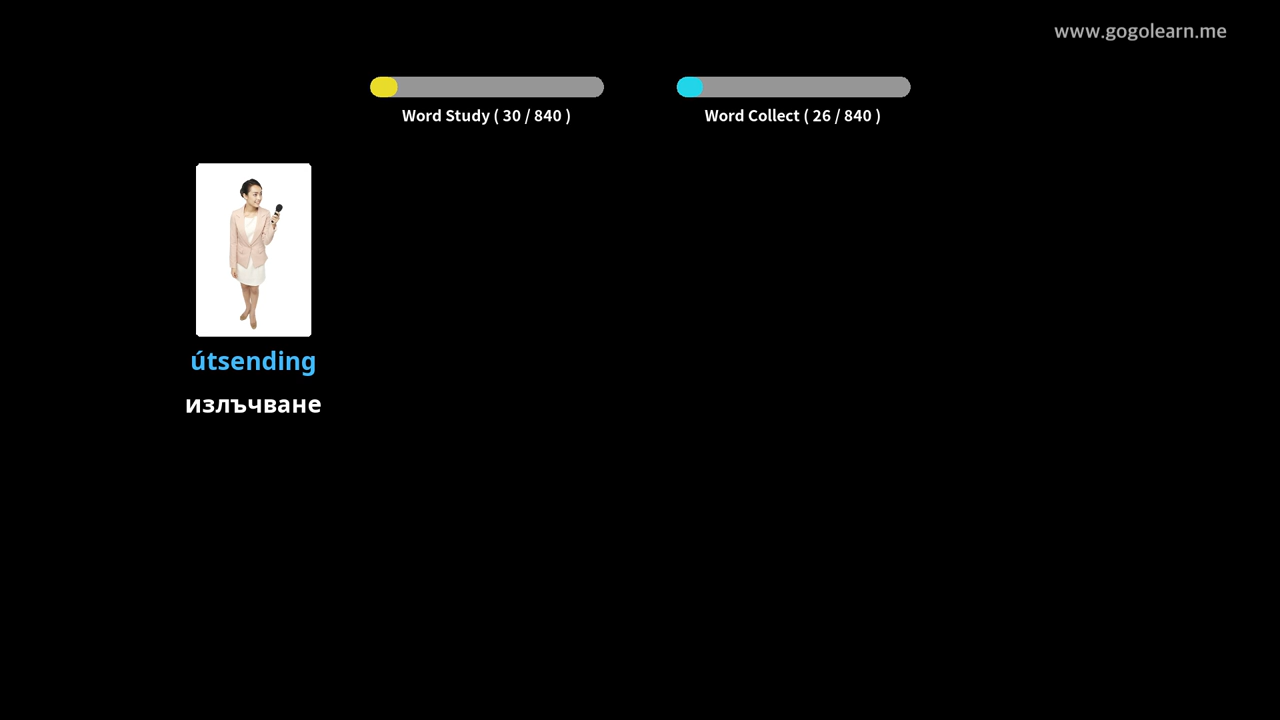 www.gogolearn.me
Word Study ( 30 / 840 )
Word Collect ( 26 / 840 )
útsending
излъчване